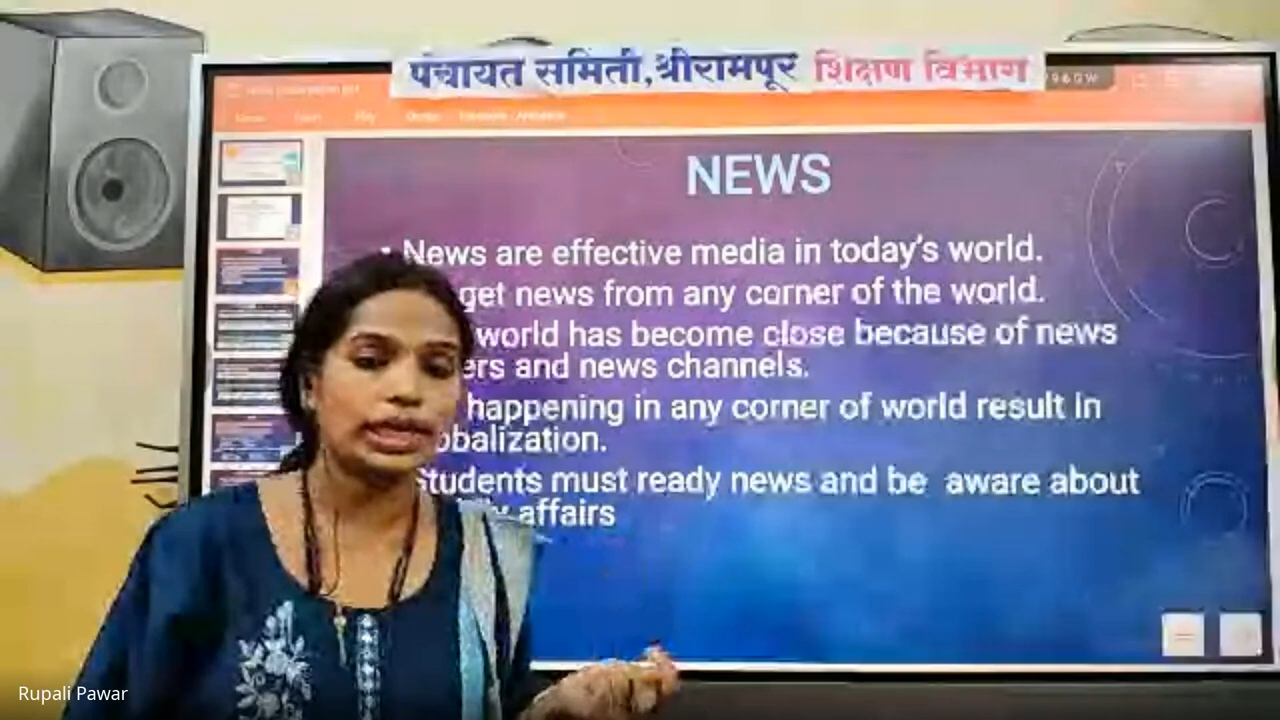 पंचायत समिती,श्रीरामपूर शिक्षण विभाग
NEWS
News are effective media in today's world.
get news from any corner of the world.
world has become close because of news
and news channels.
happening in any corner of world result in
Students must ready news and be aware about
affairs
Rupali Pawar